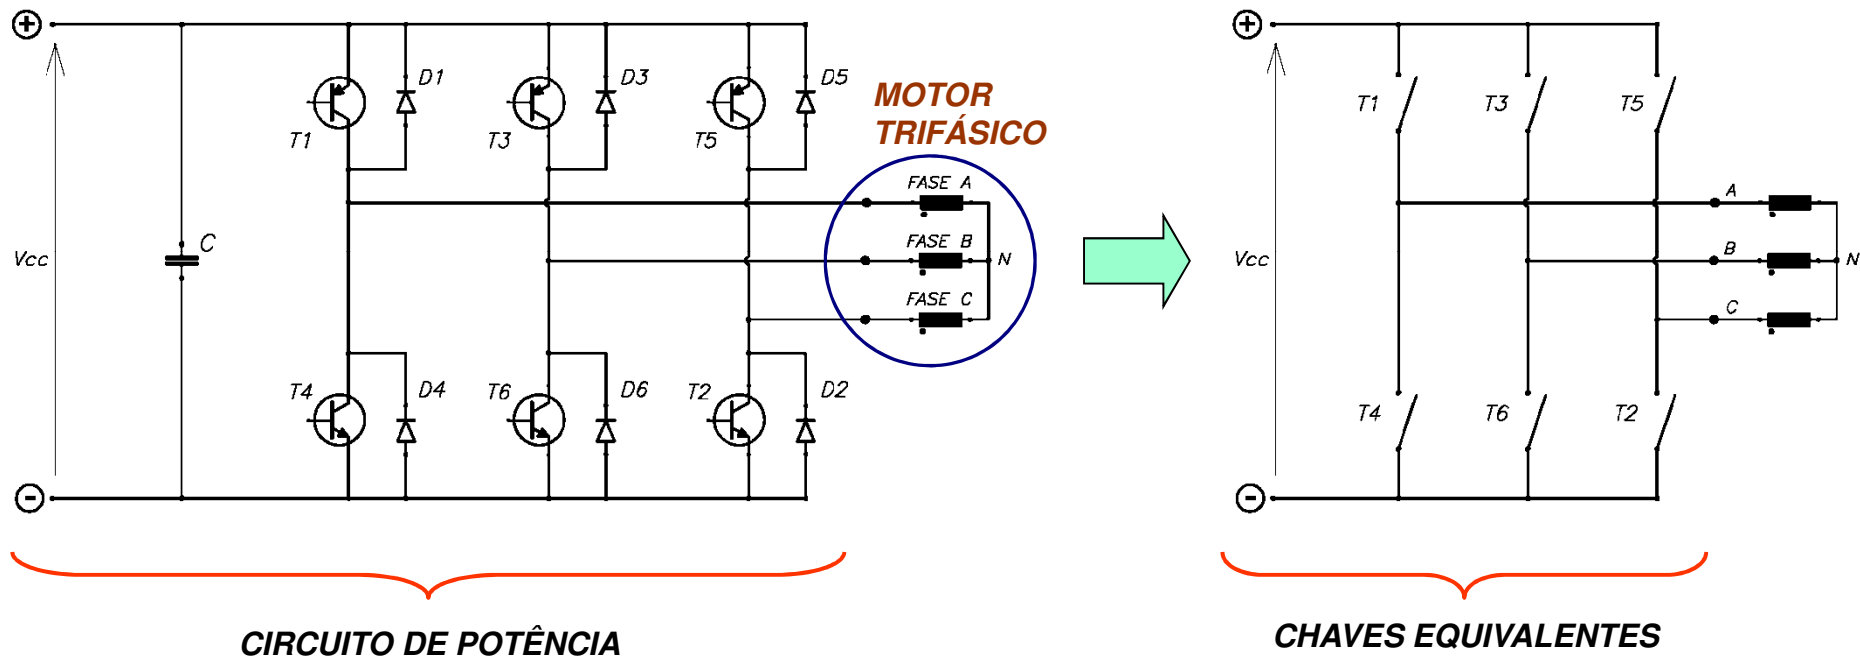 +
D1
D3
D5
MOTOR
TRIFÁSICO
T1
T3
T5
FASE A
C
Vcc
FASE B
N
FASE C
T4
D4
T6
D6
T2
D2
-
CIRCUITO DE POTÊNCIA
+
T1
T3
T5
A
B
Vcc
N
C
T4
T6
T2
-
CHAVES EQUIVALENTES